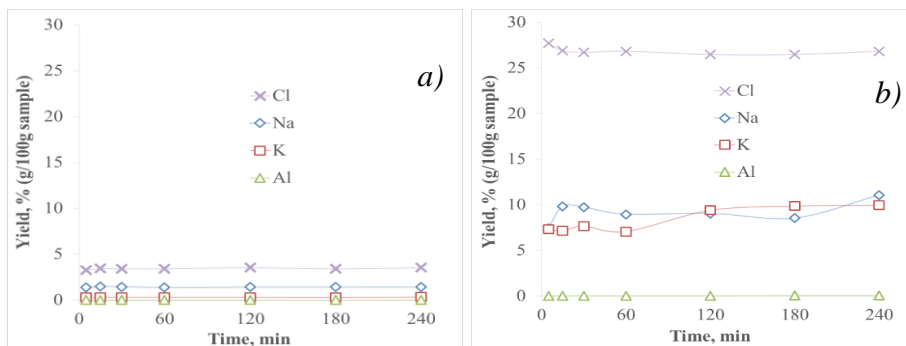 a)
Yield, % (g/100g sample)
30
25
20
15
10
5
0
Cl
Na
K
Al
0 60 120 180 240
Time, min
b)
Yield, % (g/100g sample)
30
25
20
15
10
5
0
Cl
Na
K
Al
0 60 120 180 240
Time, min